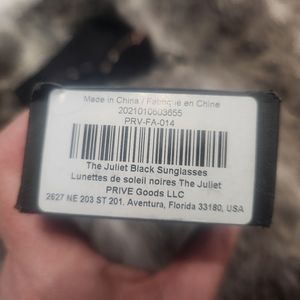 Made in China / Fabriqué en Chine
2021010603655
PRV-FA-014
The Juliet Black Sunglasses
Lunettes de soleil noires The Juliet
PRIVE Goods LLC
2627 NE 203 ST 201. Aventura, Florida 33180, USA